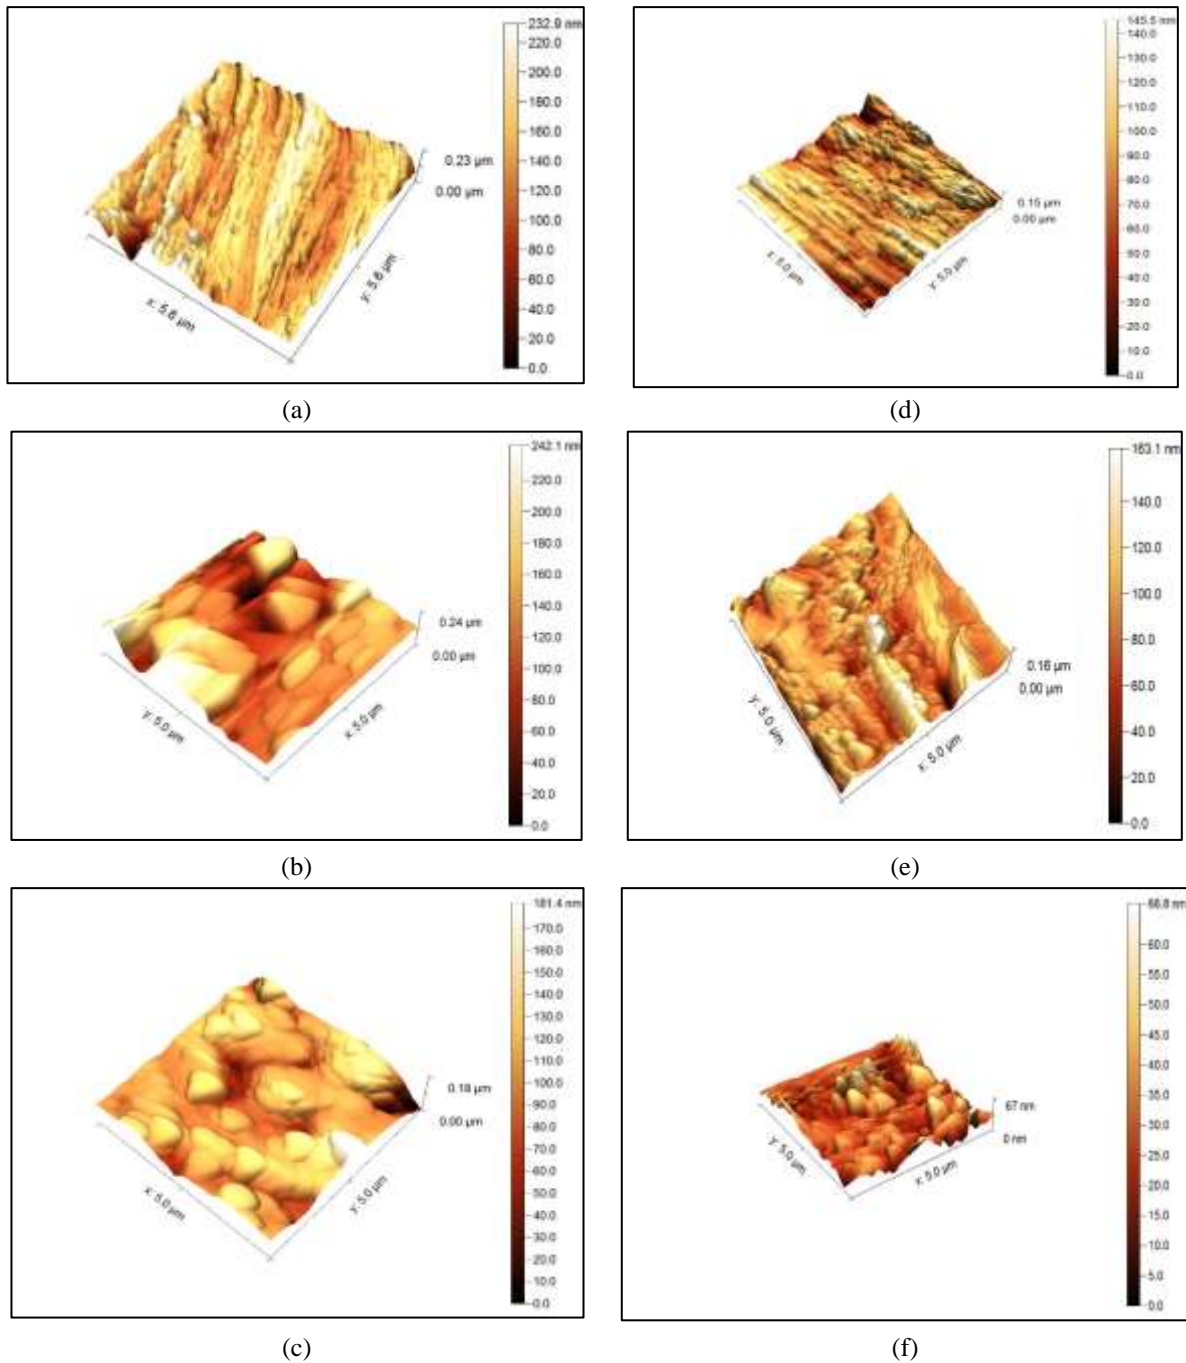 232.9 nm
220.0
200.0
180.0
160.0
140.0
120.0
100.0
80.0
60.0
40.0
20.0
0.0
0.23 µm
0.00 µm
x: 5.6 µm
y: 5.6 µm
(a)
145.5 nm
140.0
130.0
120.0
110.0
100.0
90.0
80.0
70.0
60.0
50.0
40.0
30.0
20.0
10.0
0.0
0.15 µm
0.00 µm
x: 5.0 µm
y: 5.0 µm
(d)
242.1 nm
220.0
200.0
180.0
160.0
140.0
120.0
100.0
80.0
60.0
40.0
20.0
0.0
0.24 µm
0.00 µm
y: 5.0 µm
x: 5.0 µm
(b)
163.1 nm
140.0
120.0
100.0
80.0
60.0
40.0
20.0
0.0
0.16 µm
0.00 µm
y: 5.0 µm
x: 5.0 µm
(e)
181.4 nm
170.0
150.0
140.0
130.0
120.0
110.0
100.0
90.0
80.0
70.0
60.0
50.0
40.0
30.0
20.0
10.0
0.0
0.18 µm
0.00 µm
x: 5.0 µm
y: 5.0 µm
(c)
66.8 nm
60.0
55.0
50.0
45.0
40.0
35.0
30.0
25.0
20.0
15.0
10.0
5.0
0.0
67 nm
0 nm
y: 5.0 µm
x: 5.0 µm
(f)